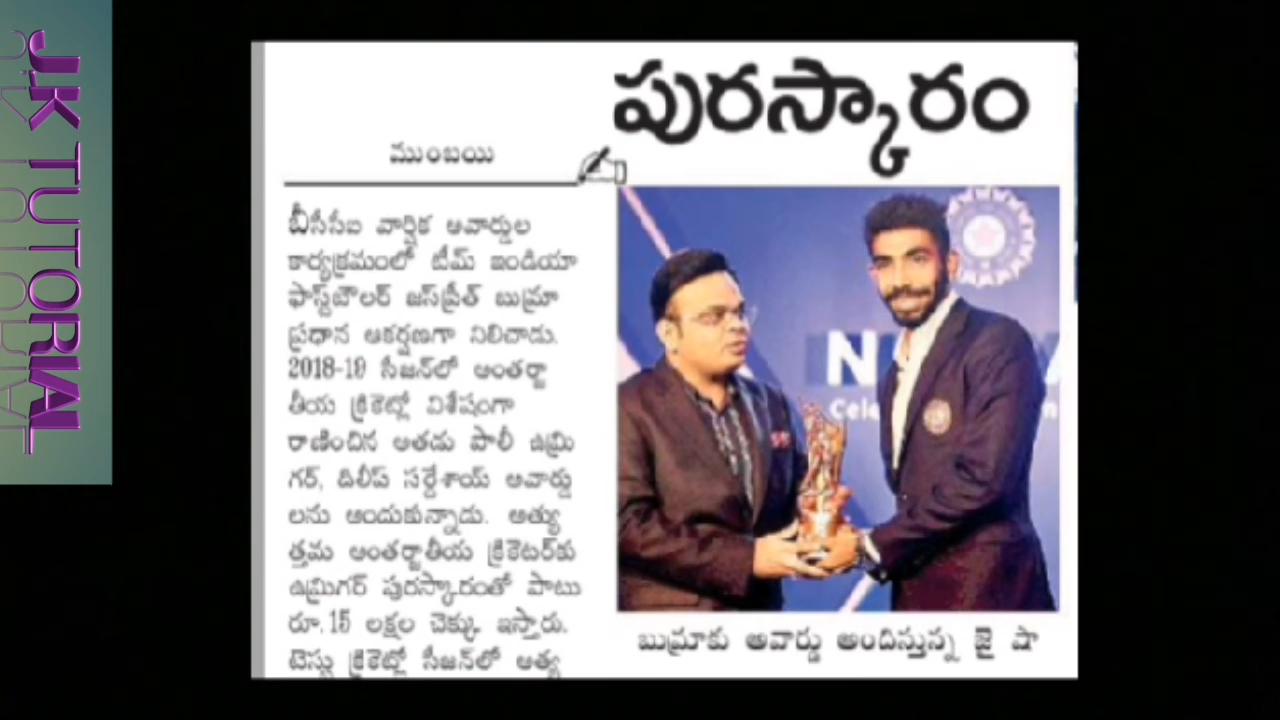 J.K TUTORIAL
పురస్కారం
ముంబయి
బీసీసీఐ వార్షిక అవార్డుల
కార్యక్రమంలో టీమ్ ఇండియా
ఫాస్ట్‌బౌలర్ జస్‌ప్రీత్ బుమ్రా
ప్రధాన ఆకర్షణగా నిలిచాడు.
2018-19 సీజన్‌లో అంతర్జా
తీయ క్రికెట్లో విశేషంగా
రాణించిన అతడు పాలీ ఉమ్రి
గర్, దిలీప్ సర్దేశాయ్ అవార్డు
లను అందుకున్నాడు. అత్యు
త్తమ అంతర్జాతీయ క్రికెటర్‌కు
ఉమ్రిగర్ పురస్కారంతో పాటు
రూ.15 లక్షల చెక్కు ఇస్తారు.
టెస్టు క్రికెట్లో సీజన్‌లో అత్య
N
Cele
బుమ్రాకు అవార్డు అందిస్తున్న జై షా